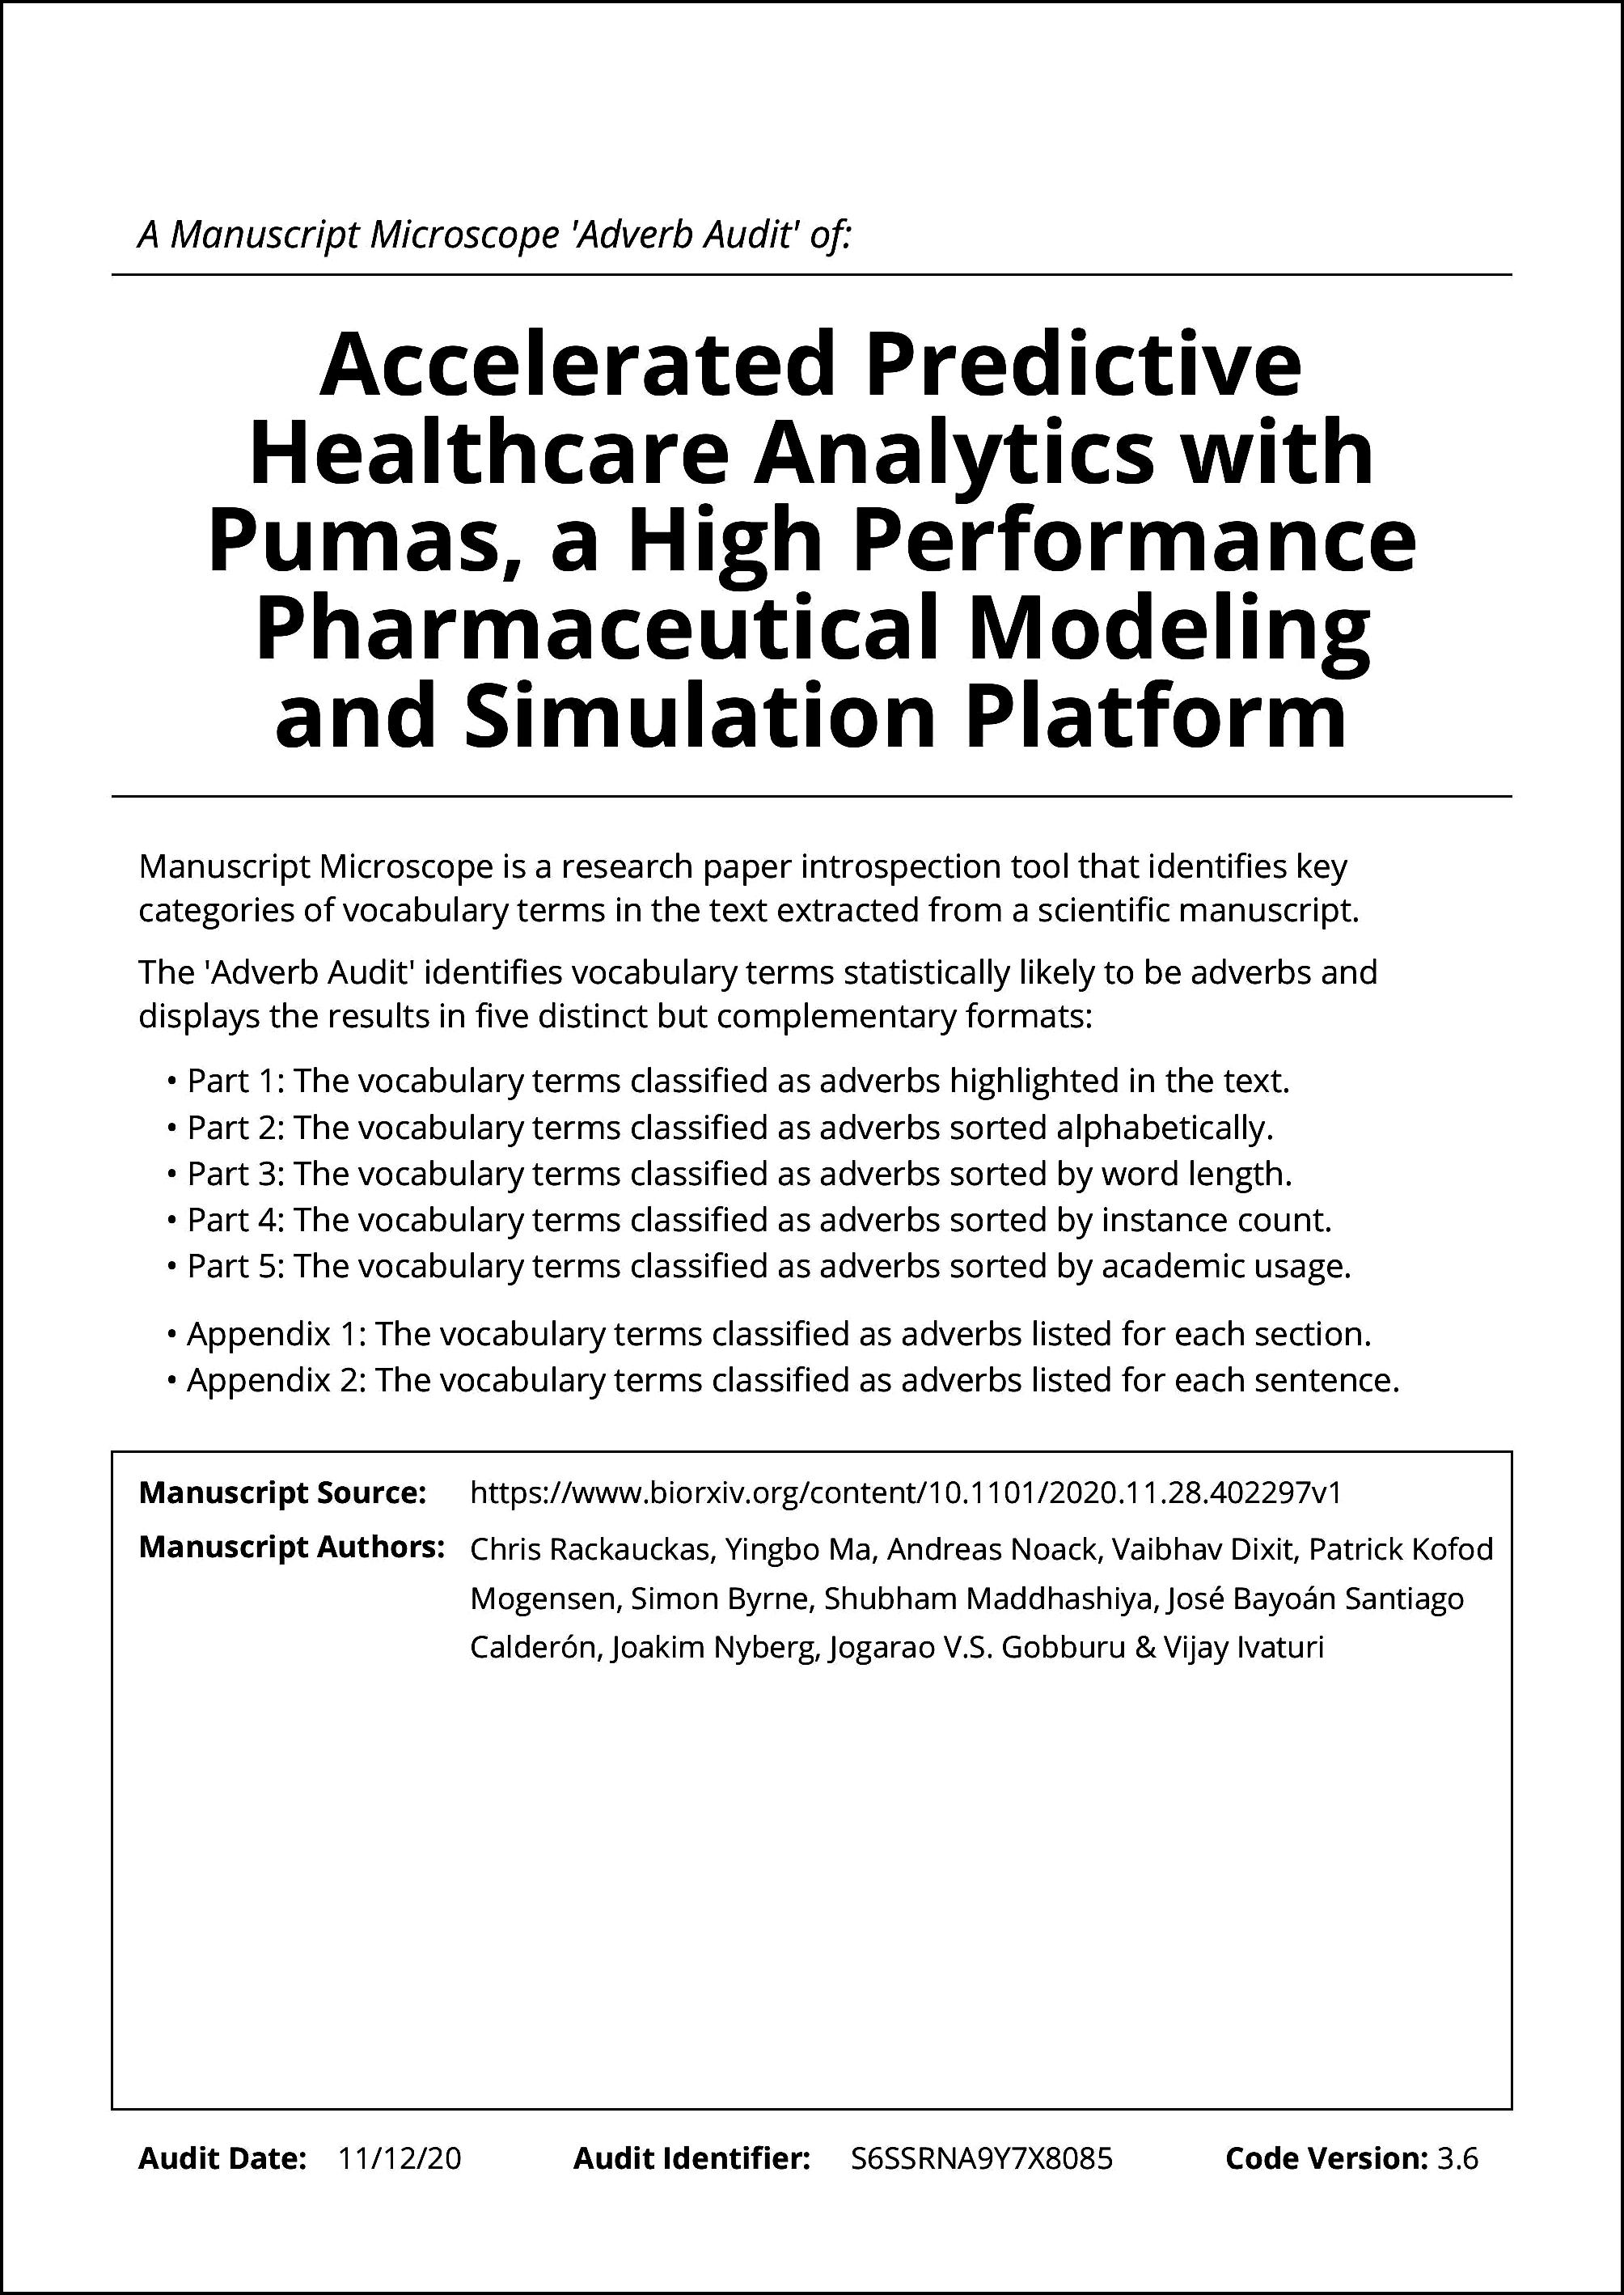 A Manuscript Microscope 'Adverb Audit' of:
Accelerated Predictive
Healthcare Analytics with
Pumas, a High Performance
Pharmaceutical Modeling
and Simulation Platform
Manuscript Microscope is a research paper introspection tool that identifies key
categories of vocabulary terms in the text extracted from a scientific manuscript.
The 'Adverb Audit' identifies vocabulary terms statistically likely to be adverbs and
displays the results in five distinct but complementary formats:
• Part 1: The vocabulary terms classified as adverbs highlighted in the text.
• Part 2: The vocabulary terms classified as adverbs sorted alphabetically.
• Part 3: The vocabulary terms classified as adverbs sorted by word length.
• Part 4: The vocabulary terms classified as adverbs sorted by instance count.
• Part 5: The vocabulary terms classified as adverbs sorted by academic usage.
• Appendix 1: The vocabulary terms classified as adverbs listed for each section.
• Appendix 2: The vocabulary terms classified as adverbs listed for each sentence.
Manuscript Source: https://www.biorxiv.org/content/10.1101/2020.11.28.402297v1
Manuscript Authors: Chris Rackauckas, Yingbo Ma, Andreas Noack, Vaibhav Dixit, Patrick Kofod
Mogensen, Simon Byrne, Shubham Maddhashiya, José Bayoán Santiago
Calderón, Joakim Nyberg, Jogarao V.S. Gobburu & Vijay Ivaturi
Audit Date: 11/12/20 Audit Identifier: S6SSRNA9Y7X8085 Code Version: 3.6